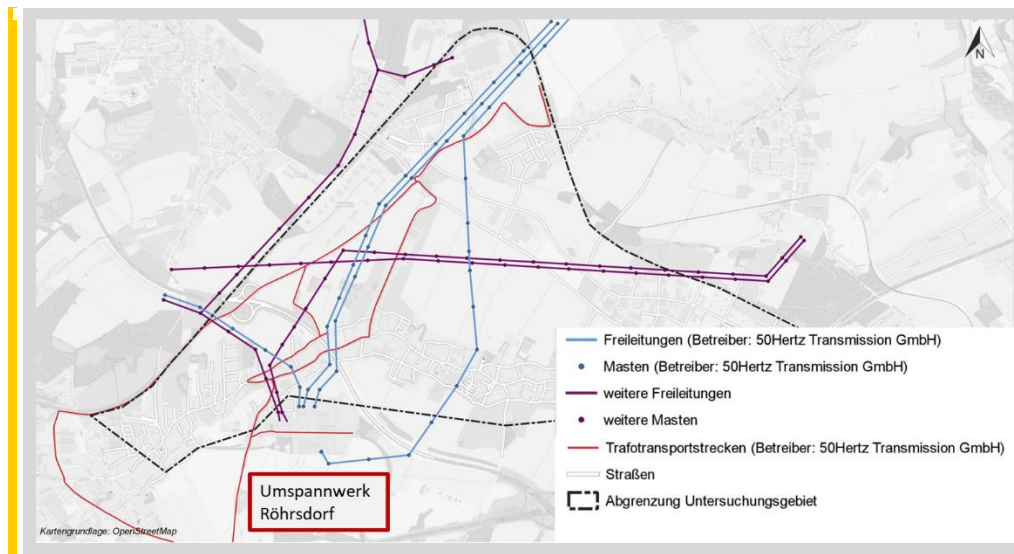 N
Freileitungen (Betreiber: 50Hertz Transmission GmbH)
Masten (Betreiber: 50Hertz Transmission GmbH)
weitere Freileitungen
weitere Masten
Trafotransportstrecken (Betreiber: 50Hertz Transmission GmbH)
Straßen
Abgrenzung Untersuchungsgebiet
Umspannwerk
Röhrsdorf
Kartengrundlage: OpenStreetMap